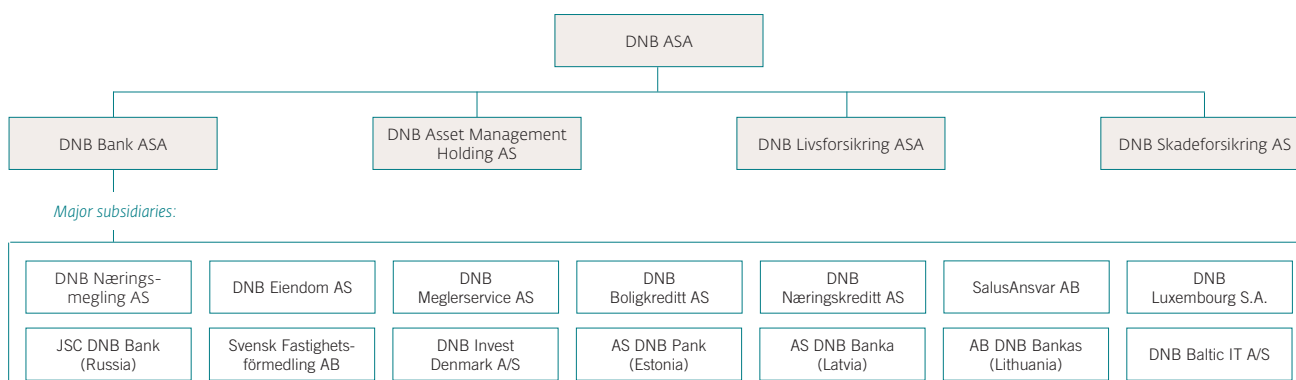 DNB ASA
DNB Bank ASA
DNB Asset Management
Holding AS
DNB Livsforsikring ASA
DNB Skadeforsikring AS
Major subsidiaries:
DNB Nærings-
megling AS
DNB Eiendom AS
DNB
Meglerservice AS
DNB
Boligkreditt AS
DNB
Næringskreditt AS
SalusAnsvar AB
DNB
Luxembourg S.A.
JSC DNB Bank
(Russia)
Svensk Fastighets-
förmedling AB
DNB Invest
Denmark A/S
AS DNB Pank
(Estonia)
AS DNB Banka
(Latvia)
AB DNB Bankas
(Lithuania)
DNB Baltic IT A/S